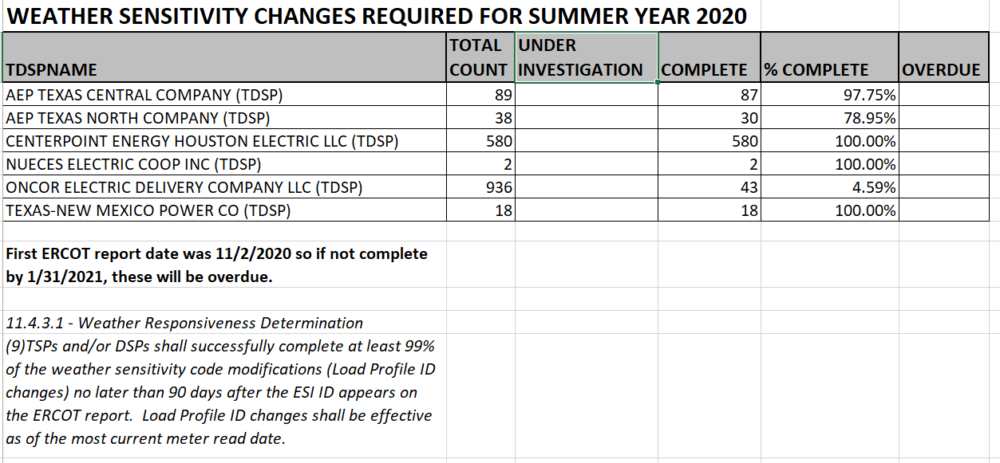 WEATHER SENSITIVITY CHANGES REQUIRED FOR SUMMER YEAR 2020
TDSPNAME TOTAL COUNT UNDER INVESTIGATION COMPLETE % COMPLETE OVERDUE
AEP TEXAS CENTRAL COMPANY (TDSP) 89 87 97.75%
AEP TEXAS NORTH COMPANY (TDSP) 38 30 78.95%
CENTERPOINT ENERGY HOUSTON ELECTRIC LLC (TDSP) 580 580 100.00%
NUECES ELECTRIC COOP INC (TDSP) 2 2 100.00%
ONCOR ELECTRIC DELIVERY COMPANY LLC (TDSP) 936 43 4.59%
TEXAS-NEW MEXICO POWER CO (TDSP) 18 18 100.00%
First ERCOT report date was 11/2/2020 so if not complete
by 1/31/2021, these will be overdue.
11.4.3.1 - Weather Responsiveness Determination
(9)TSPs and/or DSPs shall successfully complete at least 99%
of the weather sensitivity code modifications (Load Profile ID
changes) no later than 90 days after the ESI ID appears on
the ERCOT report.  Load Profile ID changes shall be effective
as of the most current meter read date.